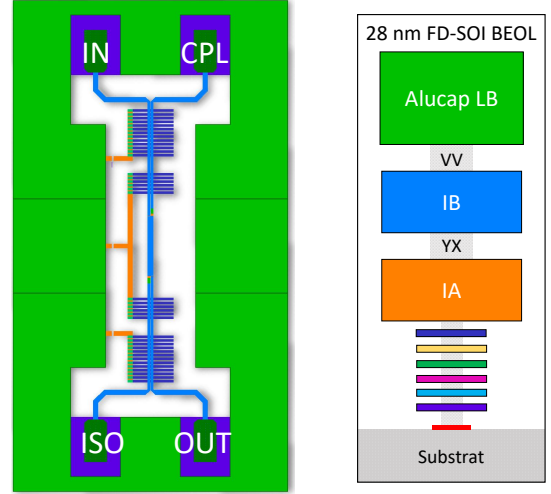 IN CPL
ISO OUT
28 nm FD-SOI BEOL
Alucap LB
VV
IB
YX
IA
Substrat